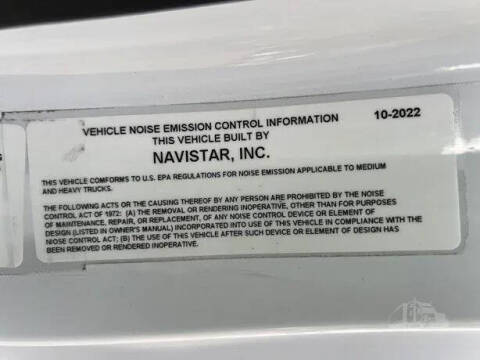 VEHICLE NOISE EMISSION CONTROL INFORMATION 10-2022
THIS VEHICLE BUILT BY
NAVISTAR, INC.
THIS VEHICLE COMFORMS TO U.S. EPA REGULATIONS FOR NOISE EMISSION APPLICABLE TO MEDIUM
AND HEAVY TRUCKS.
THE FOLLOWING ACTS OR THE CAUSING THEREOF BY ANY PERSON ARE PROHIBITED BY THE NOISE
CONTROL ACT OF 1972: (A) THE REMOVAL OR RENDERING INOPERATIVE, OTHER THAN FOR PURPOSES
OF MAINTENANCE, REPAIR, OR REPLACEMENT, OF ANY NOISE CONTROL DEVICE OR ELEMENT OF
DESIGN (LISTED IN OWNER'S MANUAL) INCORPORATED INTO USE OF THIS VEHICLE IN COMPLIANCE WITH THE
NIOSE CONTROL ACT; (B) THE USE OF THIS VEHICLE AFTER SUCH DEVICE OR ELEMENT OF DESIGN HAS
BEEN REMOVED OR RENDERED INOPERATIVE.